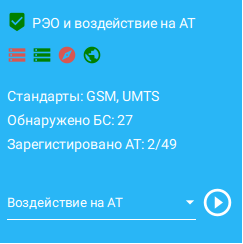 РЭО и воздействие на АТ
Стандарты: GSM, UMTS
Обнаружено БС: 27
Зарегистировано АТ: 2/49
Воздействие на АТ